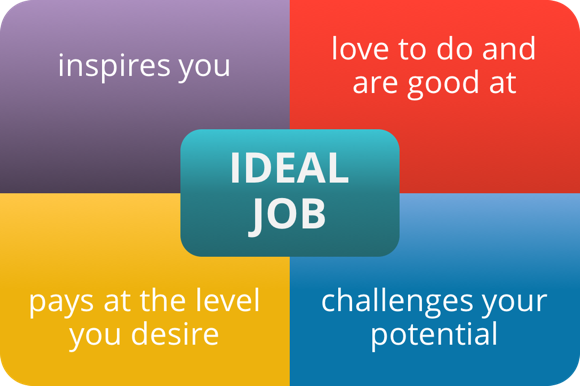 inspires you
love to do and
are good at
IDEAL
JOB
pays at the level
you desire
challenges your
potential